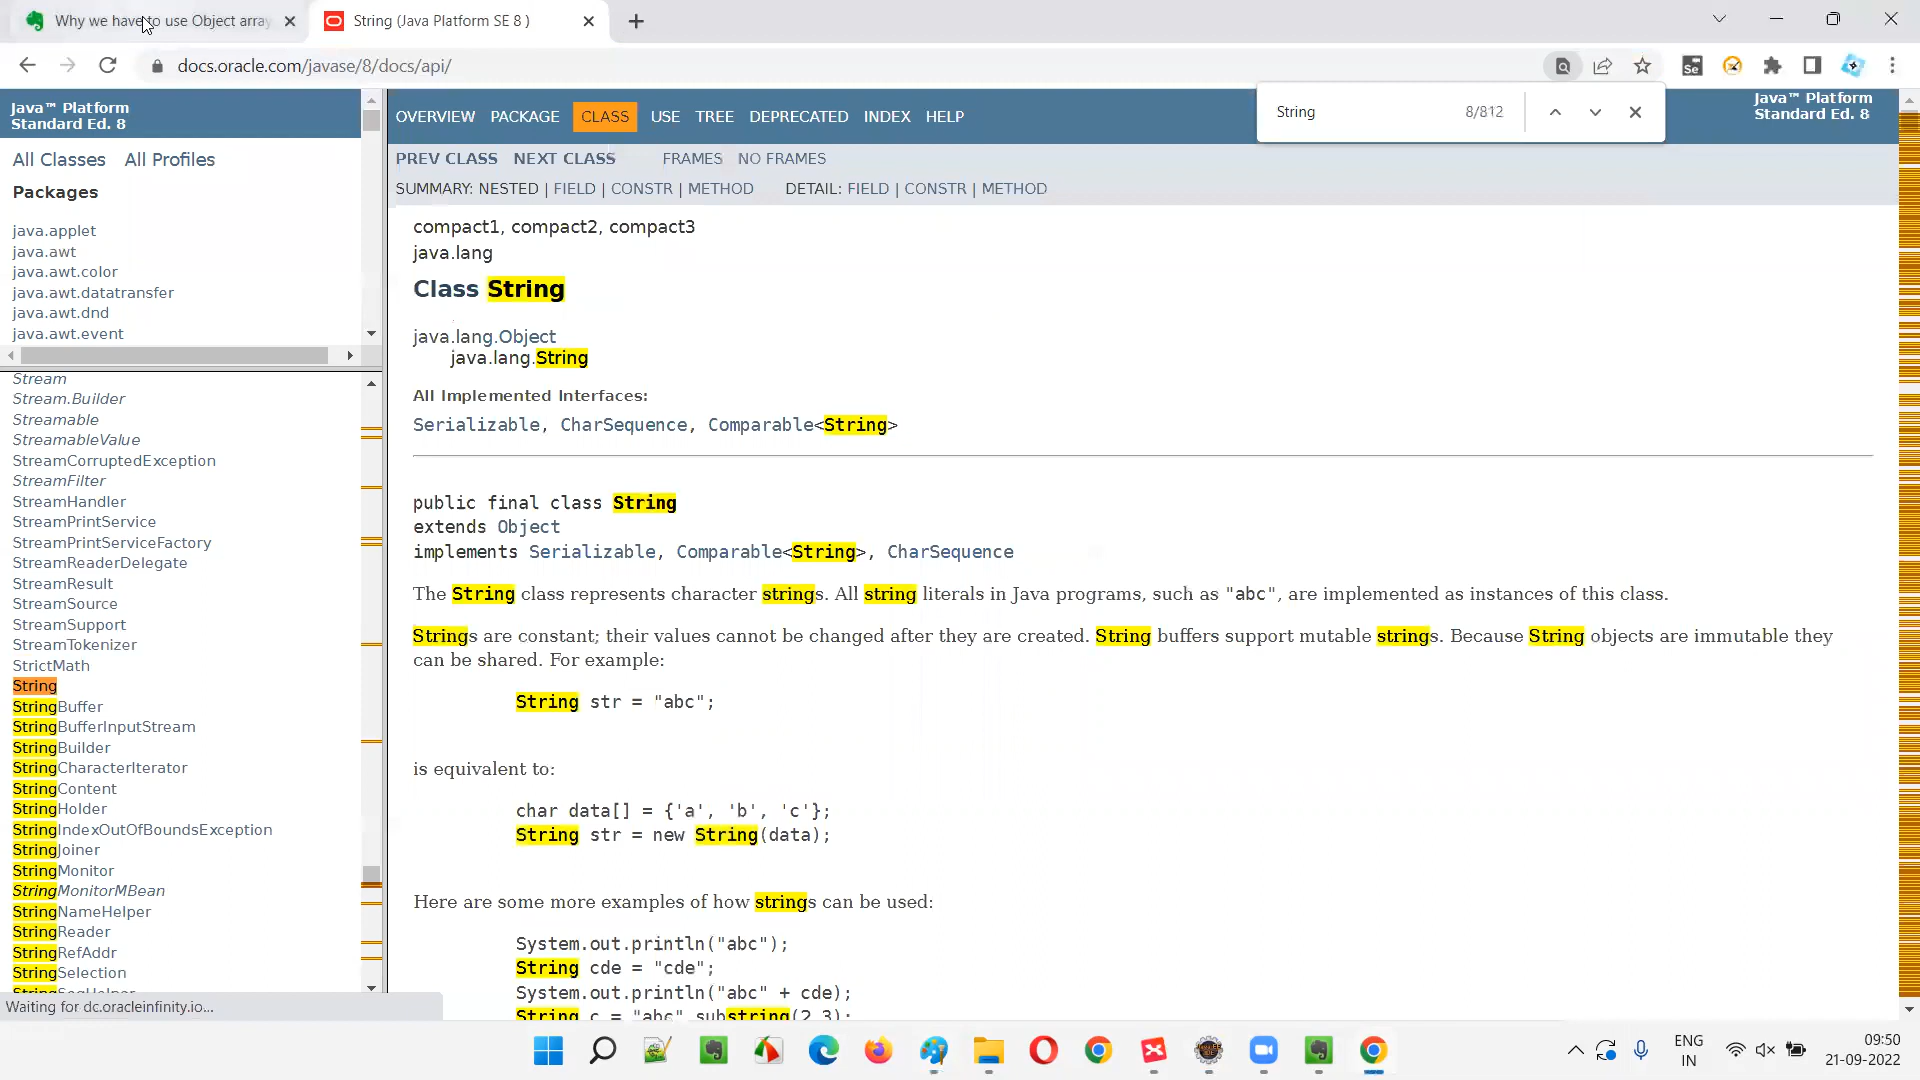 Why we have to use Object array
String (Java Platform SE 8 )
docs.oracle.com/javase/8/docs/api/
String 8/812
Java™ Platform
Standard Ed. 8
All Classes All Profiles
Packages
java.applet
java.awt
java.awt.color
java.awt.datatransfer
java.awt.dnd
java.awt.event
Stream
Stream.Builder
Streamable
StreamableValue
StreamCorruptedException
StreamFilter
StreamHandler
StreamPrintService
StreamPrintServiceFactory
StreamReaderDelegate
StreamResult
StreamSource
StreamSupport
StreamTokenizer
StrictMath
String
StringBuffer
StringBufferInputStream
StringBuilder
StringCharacterIterator
StringContent
StringHolder
StringIndexOutOfBoundsException
StringJoiner
StringMonitor
StringMonitorMBean
StringNameHelper
StringReader
StringRefAddr
StringSelection
StringSeqHelper
Waiting for dc.oracleinfinity.io...
OVERVIEW PACKAGE CLASS USE TREE DEPRECATED INDEX HELP
Java™ Platform
Standard Ed. 8
PREV CLASS NEXT CLASS FRAMES NO FRAMES
SUMMARY: NESTED | FIELD | CONSTR | METHOD DETAIL: FIELD | CONSTR | METHOD
compact1, compact2, compact3
java.lang
Class String
java.lang.Object
java.lang.String
All Implemented Interfaces:
Serializable, CharSequence, Comparable<String>
public final class String
extends Object
implements Serializable, Comparable<String>, CharSequence
The String class represents character strings. All string literals in Java programs, such as "abc", are implemented as instances of this class.
Strings are constant; their values cannot be changed after they are created. String buffers support mutable strings. Because String objects are immutable they
can be shared. For example:
String str = "abc";
is equivalent to:
char data[] = {'a', 'b', 'c'};
String str = new String(data);
Here are some more examples of how strings can be used:
System.out.println("abc");
String cde = "cde";
System.out.println("abc" + cde);
String c = "abc".substring(2,3);
ENG
IN
09:50
21-09-2022